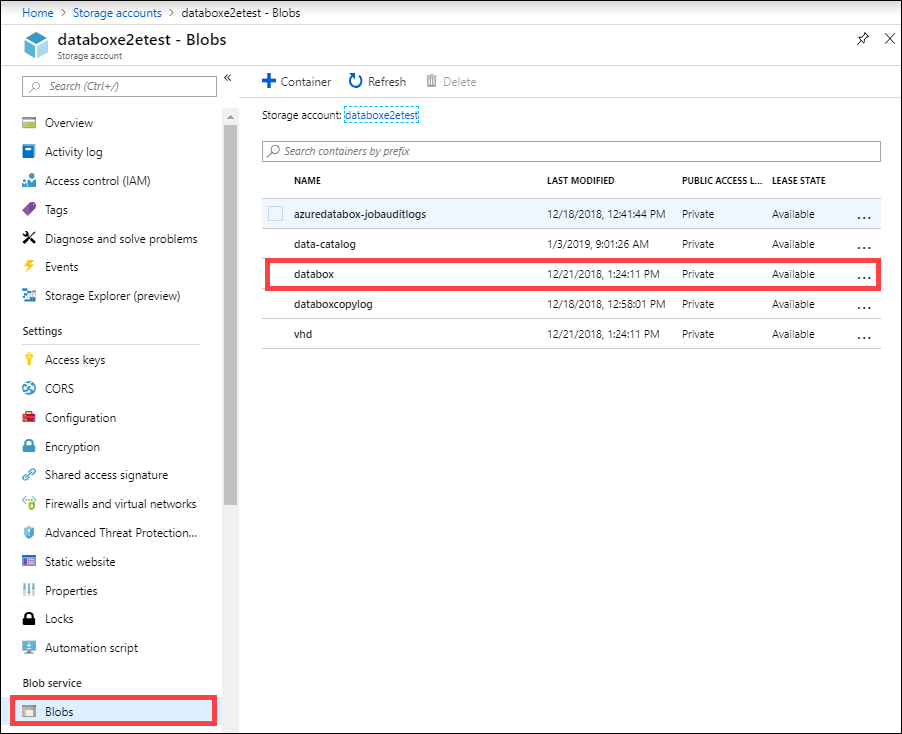 Home > Storage accounts > databoxe2etest - Blobs
databoxe2etest - Blobs
Storage account
Search (Ctrl+/)
«
Overview
Activity log
Access control (IAM)
Tags
Diagnose and solve problems
Events
Storage Explorer (preview)
Settings
Access keys
CORS
Configuration
Encryption
Shared access signature
Firewalls and virtual networks
Advanced Threat Protection...
Static website
Properties
Locks
Automation script
Blob service
Blobs
Container Refresh Delete
Storage account: databoxe2etest
Search containers by prefix
NAME LAST MODIFIED PUBLIC ACCESS L... LEASE STATE
azuredatabox-jobauditlogs 12/18/2018, 12:41:44 PM Private Available ...
data-catalog 1/3/2019, 9:01:26 AM Private Available ...
databox 12/21/2018, 1:24:11 PM Private Available ...
databoxcopylog 12/18/2018, 12:58:01 PM Private Available ...
vhd 12/21/2018, 1:24:11 PM Private Available ...